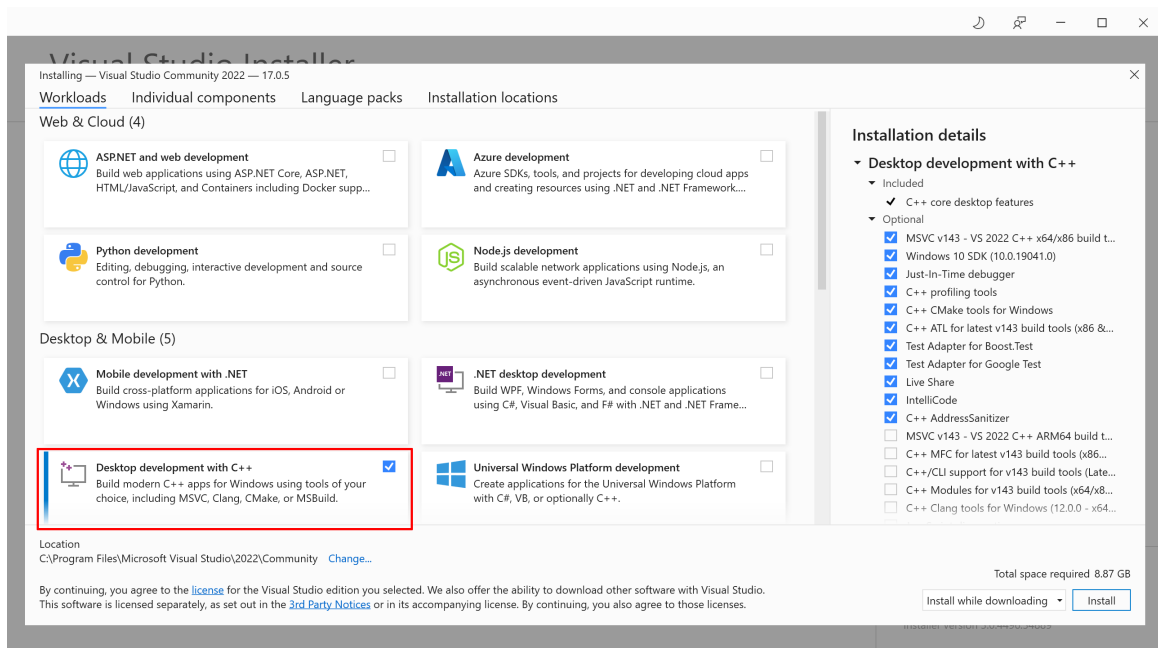 Visual Studio Installer
Installing — Visual Studio Community 2022 — 17.0.5
Workloads Individual components Language packs Installation locations
Web & Cloud (4)
ASP.NET and web development
Build web applications using ASP.NET Core, ASP.NET,
HTML/JavaScript, and Containers including Docker supp...
Azure development
Azure SDKs, tools, and projects for developing cloud apps
and creating resources using .NET and .NET Framework....
Python development
Editing, debugging, interactive development and source
control for Python.
JS
Node.js development
Build scalable network applications using Node.js, an
asynchronous event-driven JavaScript runtime.
Desktop & Mobile (5)
Mobile development with .NET
Build cross-platform applications for iOS, Android or
Windows using Xamarin.
.NET
.NET desktop development
Build WPF, Windows Forms, and console applications
using C#, Visual Basic, and F# with .NET and .NET Frame...
Desktop development with C++
Build modern C++ apps for Windows using tools of your
choice, including MSVC, Clang, CMake, or MSBuild.
Universal Windows Platform development
Create applications for the Universal Windows Platform
with C#, VB, or optionally C++.
Installation details
Desktop development with C++
Included
C++ core desktop features
Optional
MSVC v143 - VS 2022 C++ x64/x86 build t...
Windows 10 SDK (10.0.19041.0)
Just-In-Time debugger
C++ profiling tools
C++ CMake tools for Windows
C++ ATL for latest v143 build tools (x86 &...
Test Adapter for Boost.Test
Test Adapter for Google Test
Live Share
IntelliCode
C++ AddressSanitizer
MSVC v143 - VS 2022 C++ ARM64 build t...
C++ MFC for latest v143 build tools (x86...
C++/CLI support for v143 build tools (Late...
C++ Modules for v143 build tools (x64/x8...
C++ Clang tools for Windows (12.0.0 - x64...
Location
C:\Program Files\Microsoft Visual Studio\2022\Community Change...
By continuing, you agree to the license for the Visual Studio edition you selected. We also offer the ability to download other software with Visual Studio.
This software is licensed separately, as set out in the 3rd Party Notices or in its accompanying license. By continuing, you also agree to those licenses.
Total space required 8.87 GB
Install while downloading Install